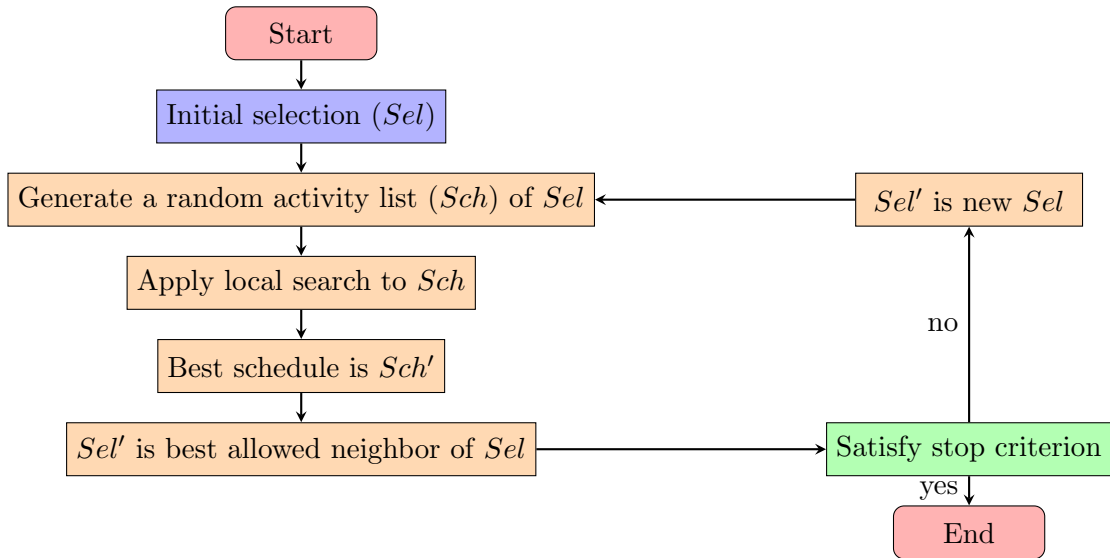 Start
Initial selection (Sel)
Generate a random activity list (Sch) of Sel
Sel′ is new Sel
Apply local search to Sch
no
Best schedule is Sch′
Sel′ is best allowed neighbor of Sel
Satisfy stop criterion
yes
End